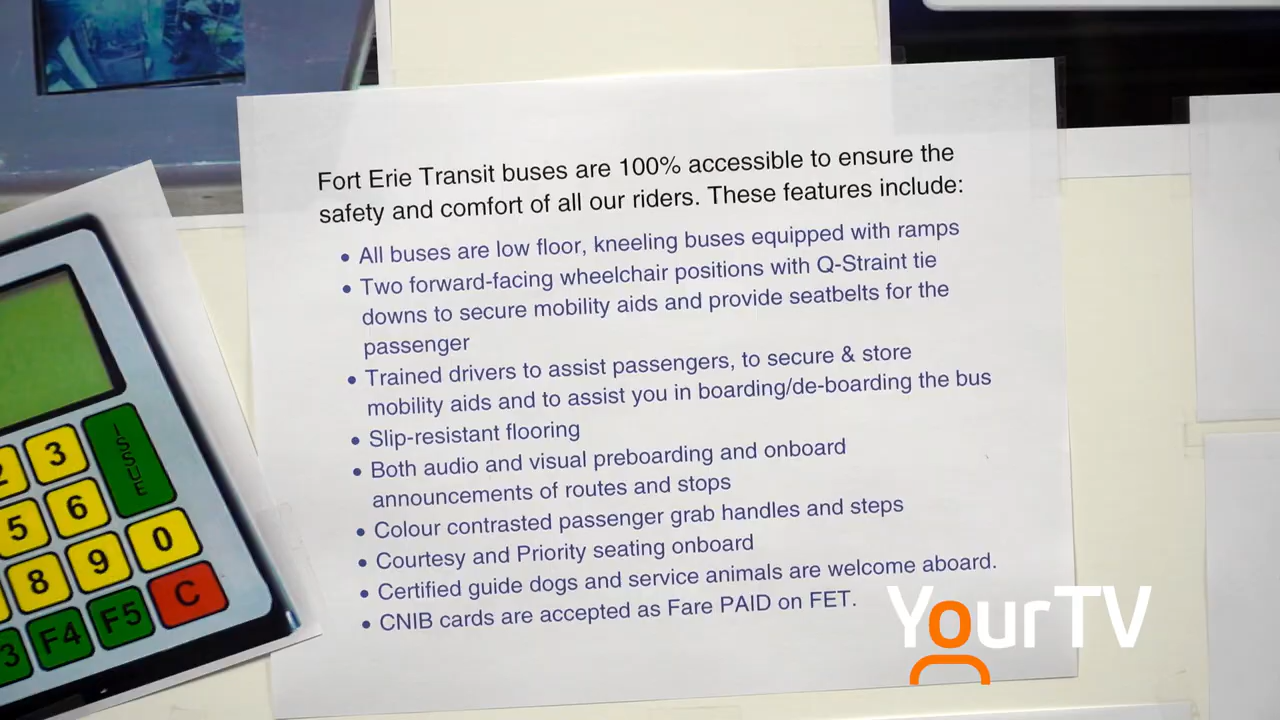 Fort Erie Transit buses are 100% accessible to ensure the
safety and comfort of all our riders. These features include:
• All buses are low floor, kneeling buses equipped with ramps
• Two forward-facing wheelchair positions with Q-Straint tie
downs to secure mobility aids and provide seatbelts for the
passenger
• Trained drivers to assist passengers, to secure & store
mobility aids and to assist you in boarding/de-boarding the bus
• Slip-resistant flooring
• Both audio and visual preboarding and onboard
announcements of routes and stops
• Colour contrasted passenger grab handles and steps
• Courtesy and Priority seating onboard
• Certified guide dogs and service animals are welcome aboard.
• CNIB cards are accepted as Fare PAID on FET.
2 3 ISSUE
5 6
8 9 0
3 F4 F5 C
YourTV